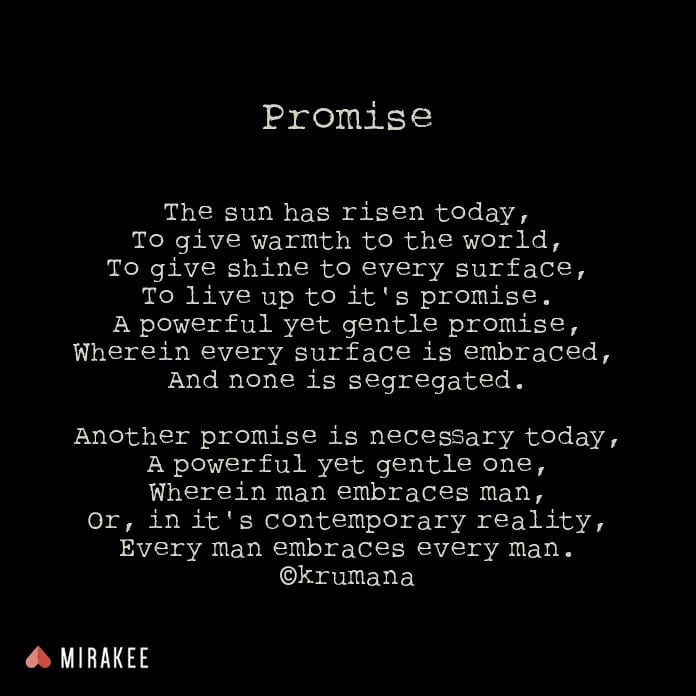 Promise
The sun has risen today,
To give warmth to the world,
To give shine to every surface,
To live up to it's promise.
A powerful yet gentle promise,
Wherein every surface is embraced,
And none is segregated.
Another promise is necessary today,
A powerful yet gentle one,
Wherein man embraces man,
Or, in it's contemporary reality,
Every man embraces every man.
©krumana
MIRAKEE